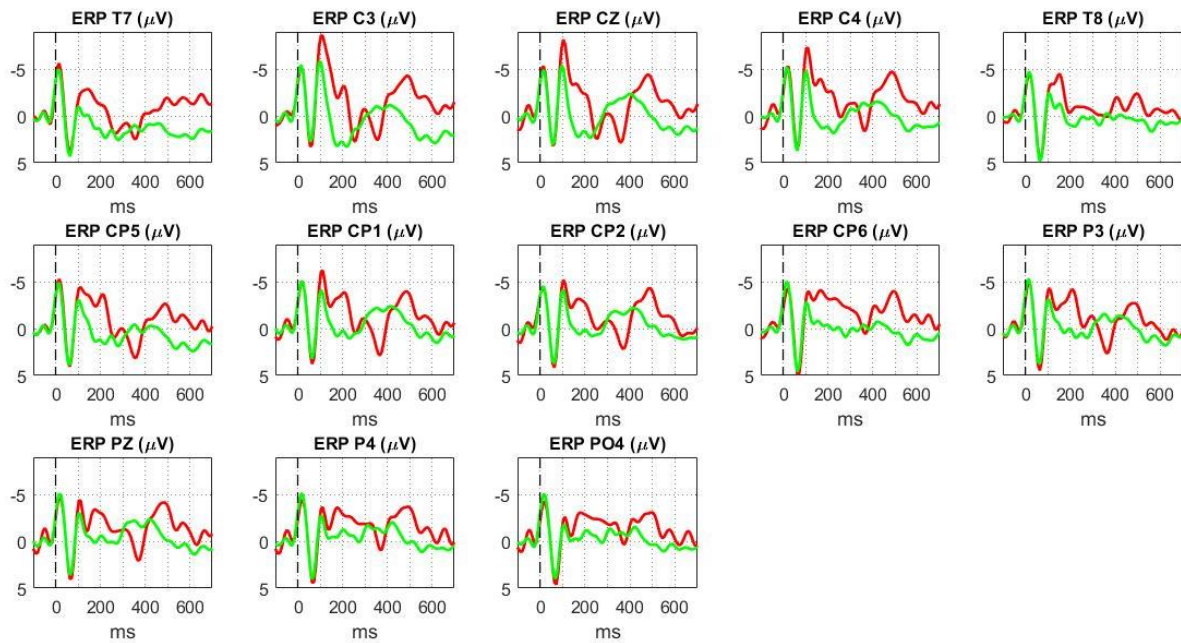 ERP T7 (μV) ERP C3 (μV) ERP CZ (μV) ERP C4 (μV) ERP T8 (μV)
-5 -5 -5 -5 -5
0 0 0 0 0
5 5 5 5 5
0 200 400 600 0 200 400 600 0 200 400 600 0 200 400 600 0 200 400 600
ms ms ms ms ms
ERP CP5 (μV) ERP CP1 (μV) ERP CP2 (μV) ERP CP6 (μV) ERP P3 (μV)
-5 -5 -5 -5 -5
0 0 0 0 0
5 5 5 5 5
0 200 400 600 0 200 400 600 0 200 400 600 0 200 400 600 0 200 400 600
ms ms ms ms ms
ERP PZ (μV) ERP P4 (μV) ERP PO4 (μV)
-5 -5 -5
0 0 0
5 5 5
0 200 400 600 0 200 400 600 0 200 400 600
ms ms ms